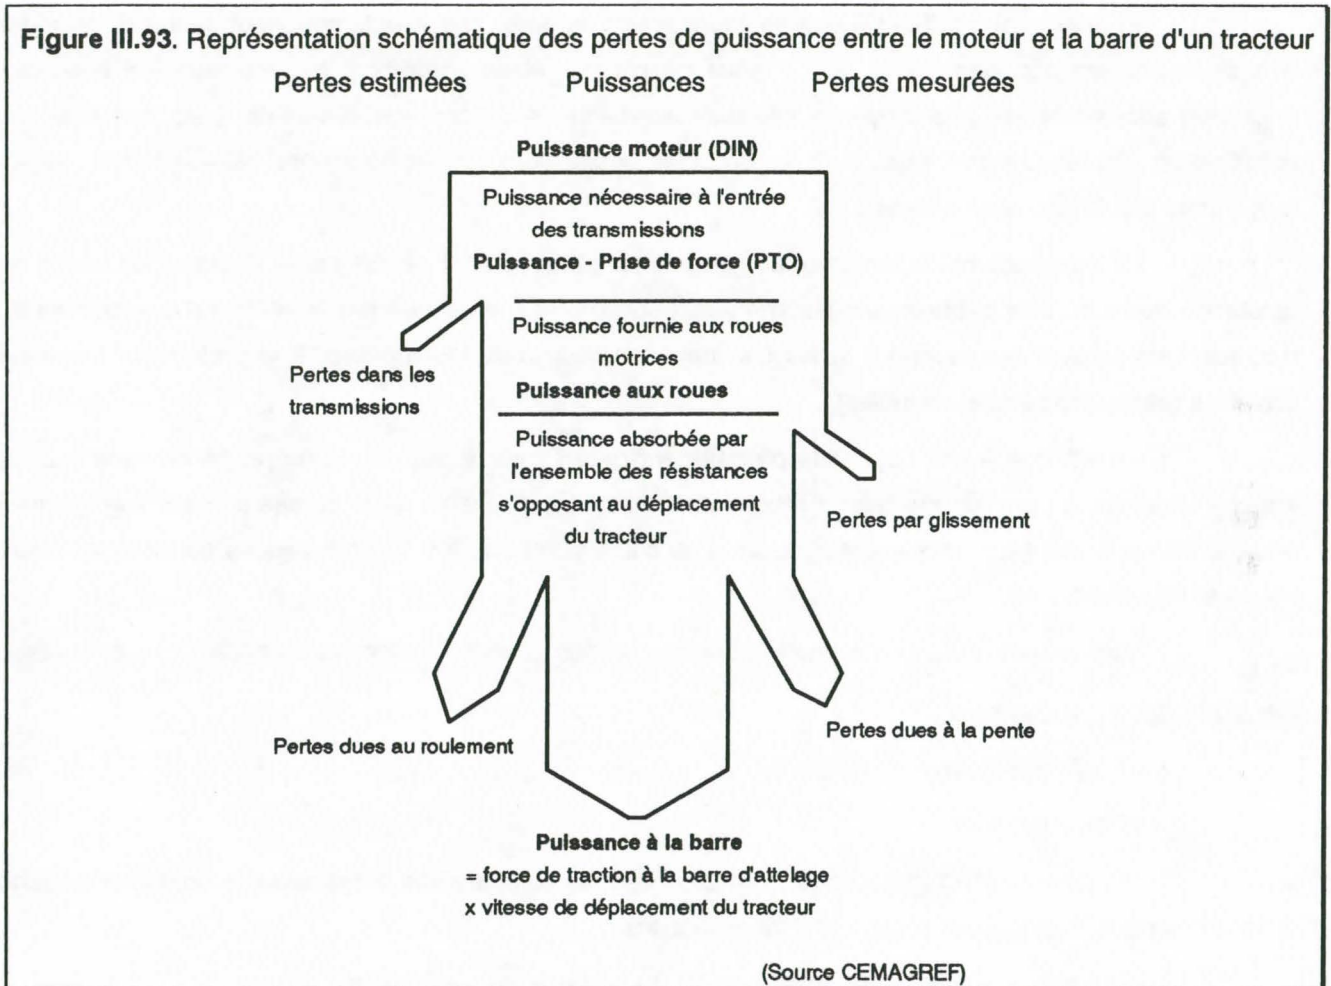 Figure III.93. Représentation schématique des pertes de puissance entre le moteur et la barre d'un tracteur
Pertes estimées Puissances Pertes mesurées
Puissance moteur (DIN)
Puissance nécessaire à l'entrée
des transmissions
Puissance - Prise de force (PTO)
Puissance fournie aux roues
motrices
Puissance aux roues
Pertes dans les
transmissions
Puissance absorbée par
l'ensemble des résistances
s'opposant au déplacement
du tracteur
Pertes par glissement
Pertes dues au roulement
Pertes dues à la pente
Puissance à la barre
= force de traction à la barre d'attelage
x vitesse de déplacement du tracteur
(Source CEMAGREF)